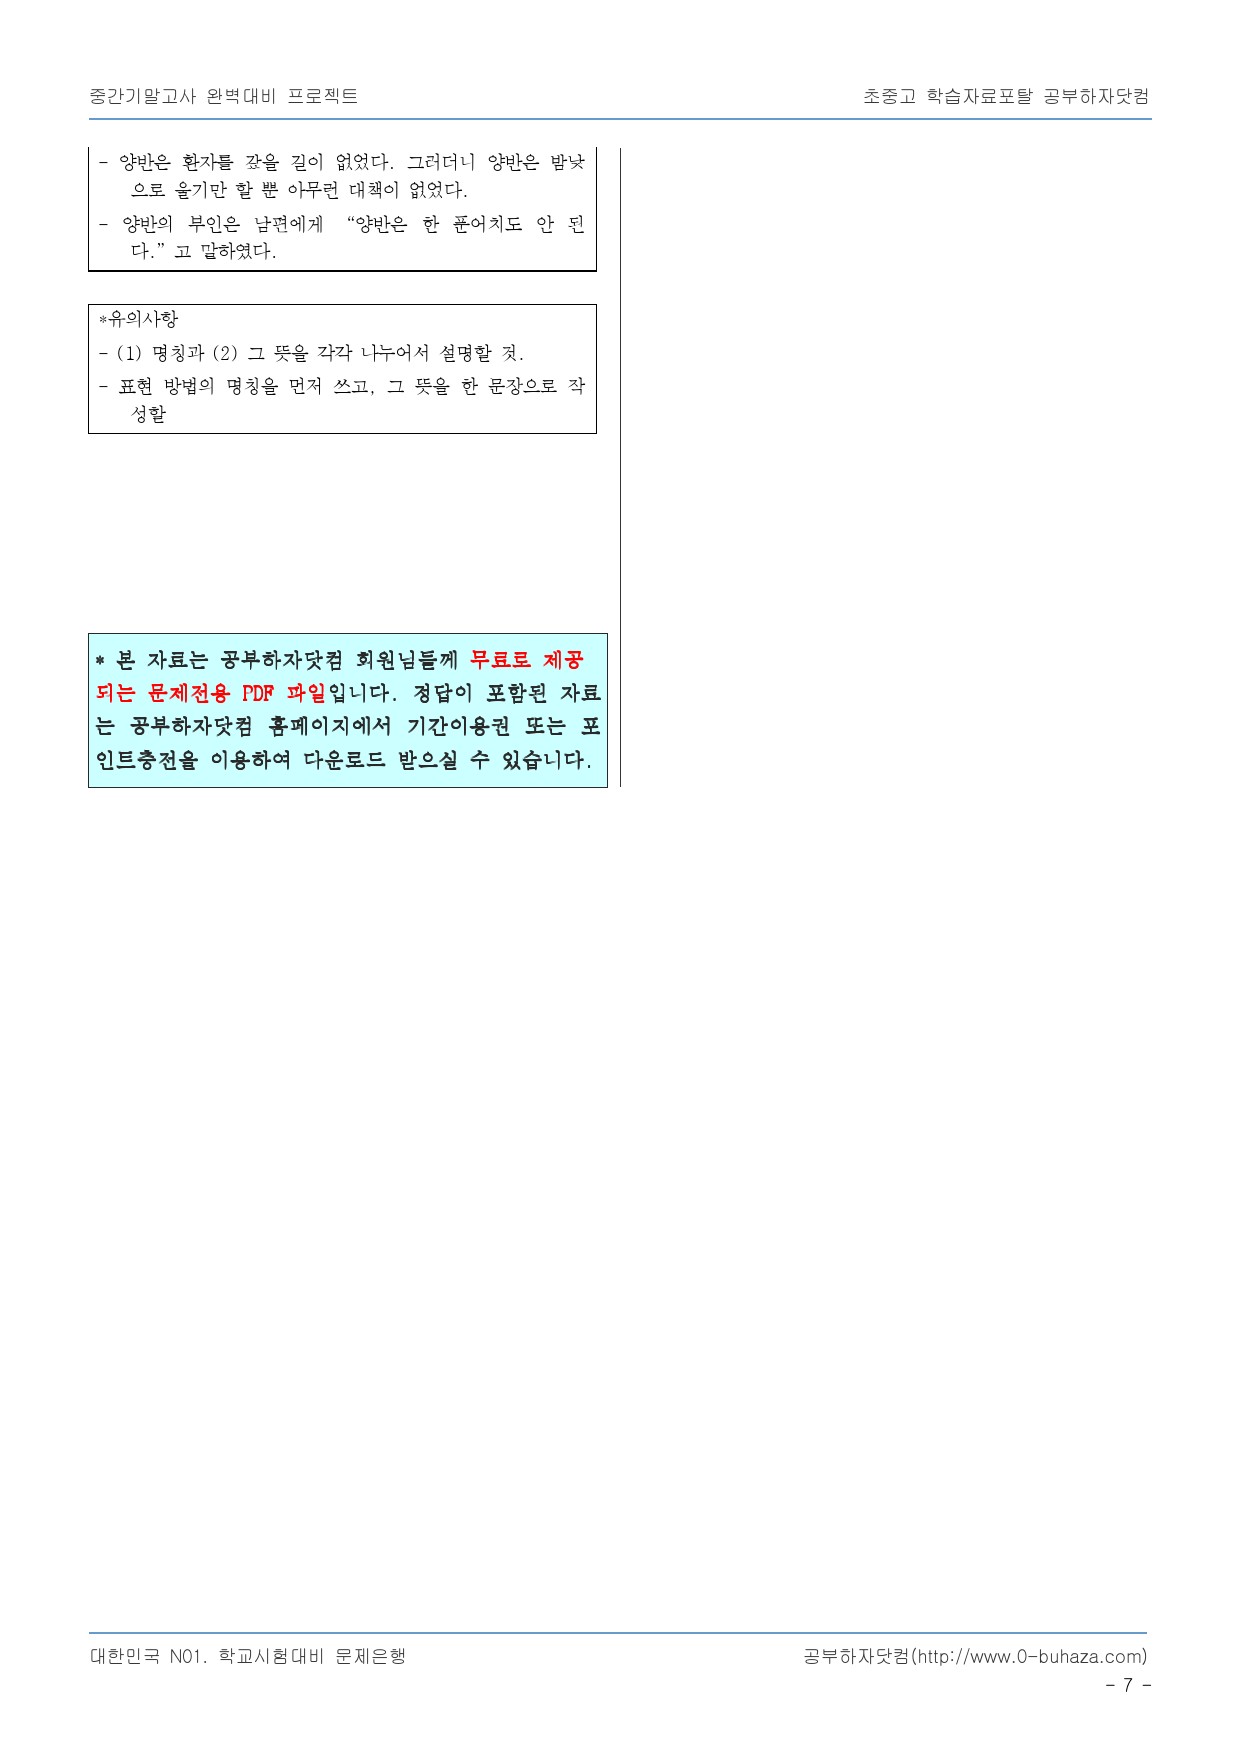 중간기말고사 완벽대비 프로젝트
초중고 학습자료포탈 공부하자닷컴
- 양반은 환자를 갚을 길이 없었다. 그러더니 양반은 밤낮
으로 울기만 할 뿐 아무런 대책이 없었다.
- 양반의 부인은 남편에게 “양반은 한 푼어치도 안 된
다.”고 말하였다.
*유의사항
- (1) 명칭과 (2) 그 뜻을 각각 나누어서 설명할 것.
- 표현 방법의 명칭을 먼저 쓰고, 그 뜻을 한 문장으로 작
성할
* 본 자료는 공부하자닷컴 회원님들께 무료로 제공
되는 문제전용 PDF 파일입니다. 정답이 포함된 자료
는 공부하자닷컴 홈페이지에서 기간이용권 또는 포
인트충전을 이용하여 다운로드 받으실 수 있습니다.
대한민국 N01. 학교시험대비 문제은행
공부하자닷컴(http://www.0-buhaza.com)
- 7 -